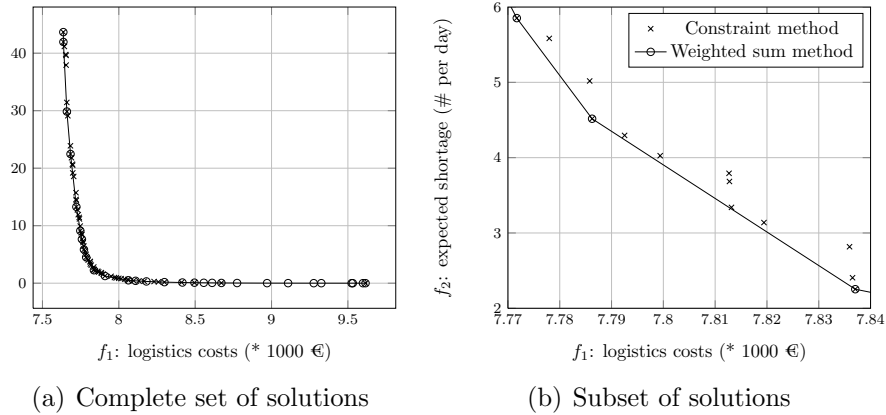 40
30
20
10
0
7.5 8 8.5 9 9.5
f1: logistics costs (* 1000 €)
(a) Complete set of solutions
6
5
4
3
2
f2: expected shortage (# per day)
Constraint method
Weighted sum method
7.77 7.78 7.79 7.8 7.81 7.82 7.83 7.84
f1: logistics costs (* 1000 €)
(b) Subset of solutions